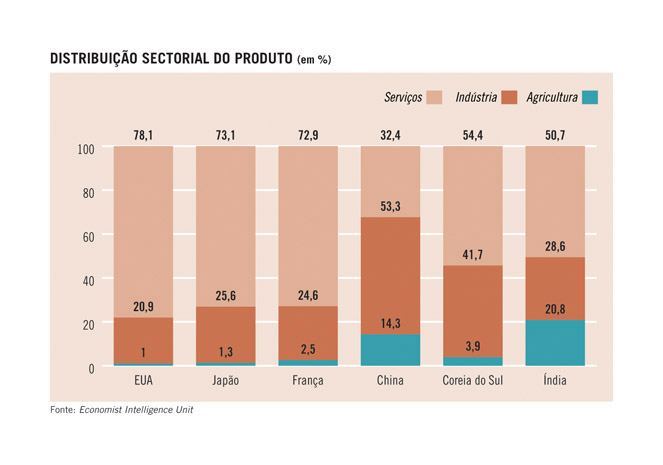 DISTRIBUIÇÃO SECTORIAL DO PRODUTO (em %)
Serviços Indústria Agricultura
78,1 73,1 72,9 32,4 54,4 50,7
100
80
60
40
20
0
53,3
41,7
28,6
20,9 25,6 24,6
14,3
20,8
1 1,3 2,5 3,9
EUA Japão França China Coreia do Sul Índia
Fonte: Economist Intelligence Unit